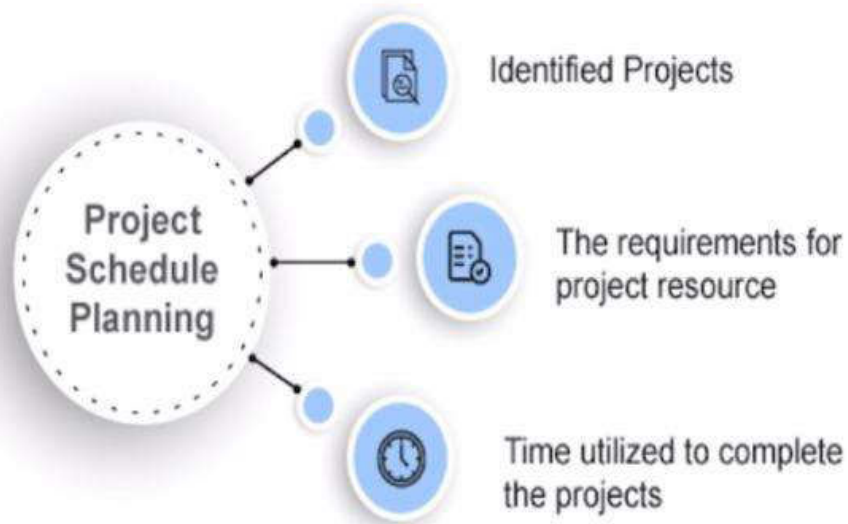 Project
Schedule
Planning
Identified Projects
The requirements for
project resource
Time utilized to complete
the projects